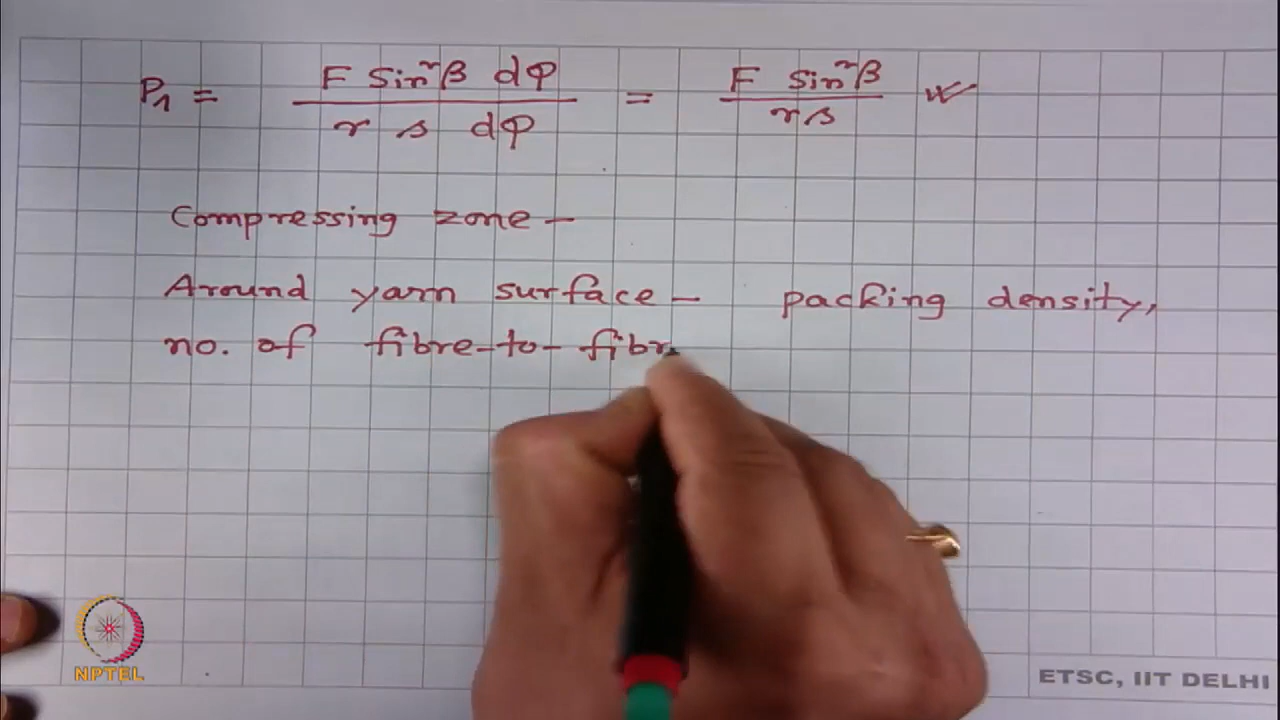 P1 = F Sin²β dφ / r s dφ = F Sin²β / r s
Compressing zone –
Around yarn surface – packing density,
no. of fibre-to-fibr
NPTEL
ETSC, IIT DELHI